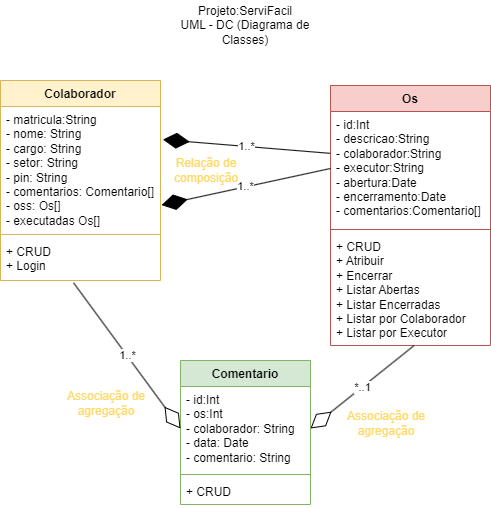 Projeto:ServiFacil
UML - DC (Diagrama de
Classes)
Colaborador
- matricula:String
- nome: String
- cargo: String
- setor: String
- pin: String
- comentarios: Comentario[]
- oss: Os[]
- executadas Os[]
+ CRUD
+ Login
1..*
Relação de
composição
1..*
Os
- id:Int
- descricao:String
- colaborador:String
- executor:String
- abertura:Date
- encerramento:Date
- comentarios:Comentario[]
+ CRUD
+ Atribuir
+ Encerrar
+ Listar Abertas
+ Listar Encerradas
+ Listar por Colaborador
+ Listar por Executor
1..*
Associação de
agregação
Comentario
- id:Int
- os:Int
- colaborador: String
- data: Date
- comentario: String
+ CRUD
*..1
Associação de
agregação